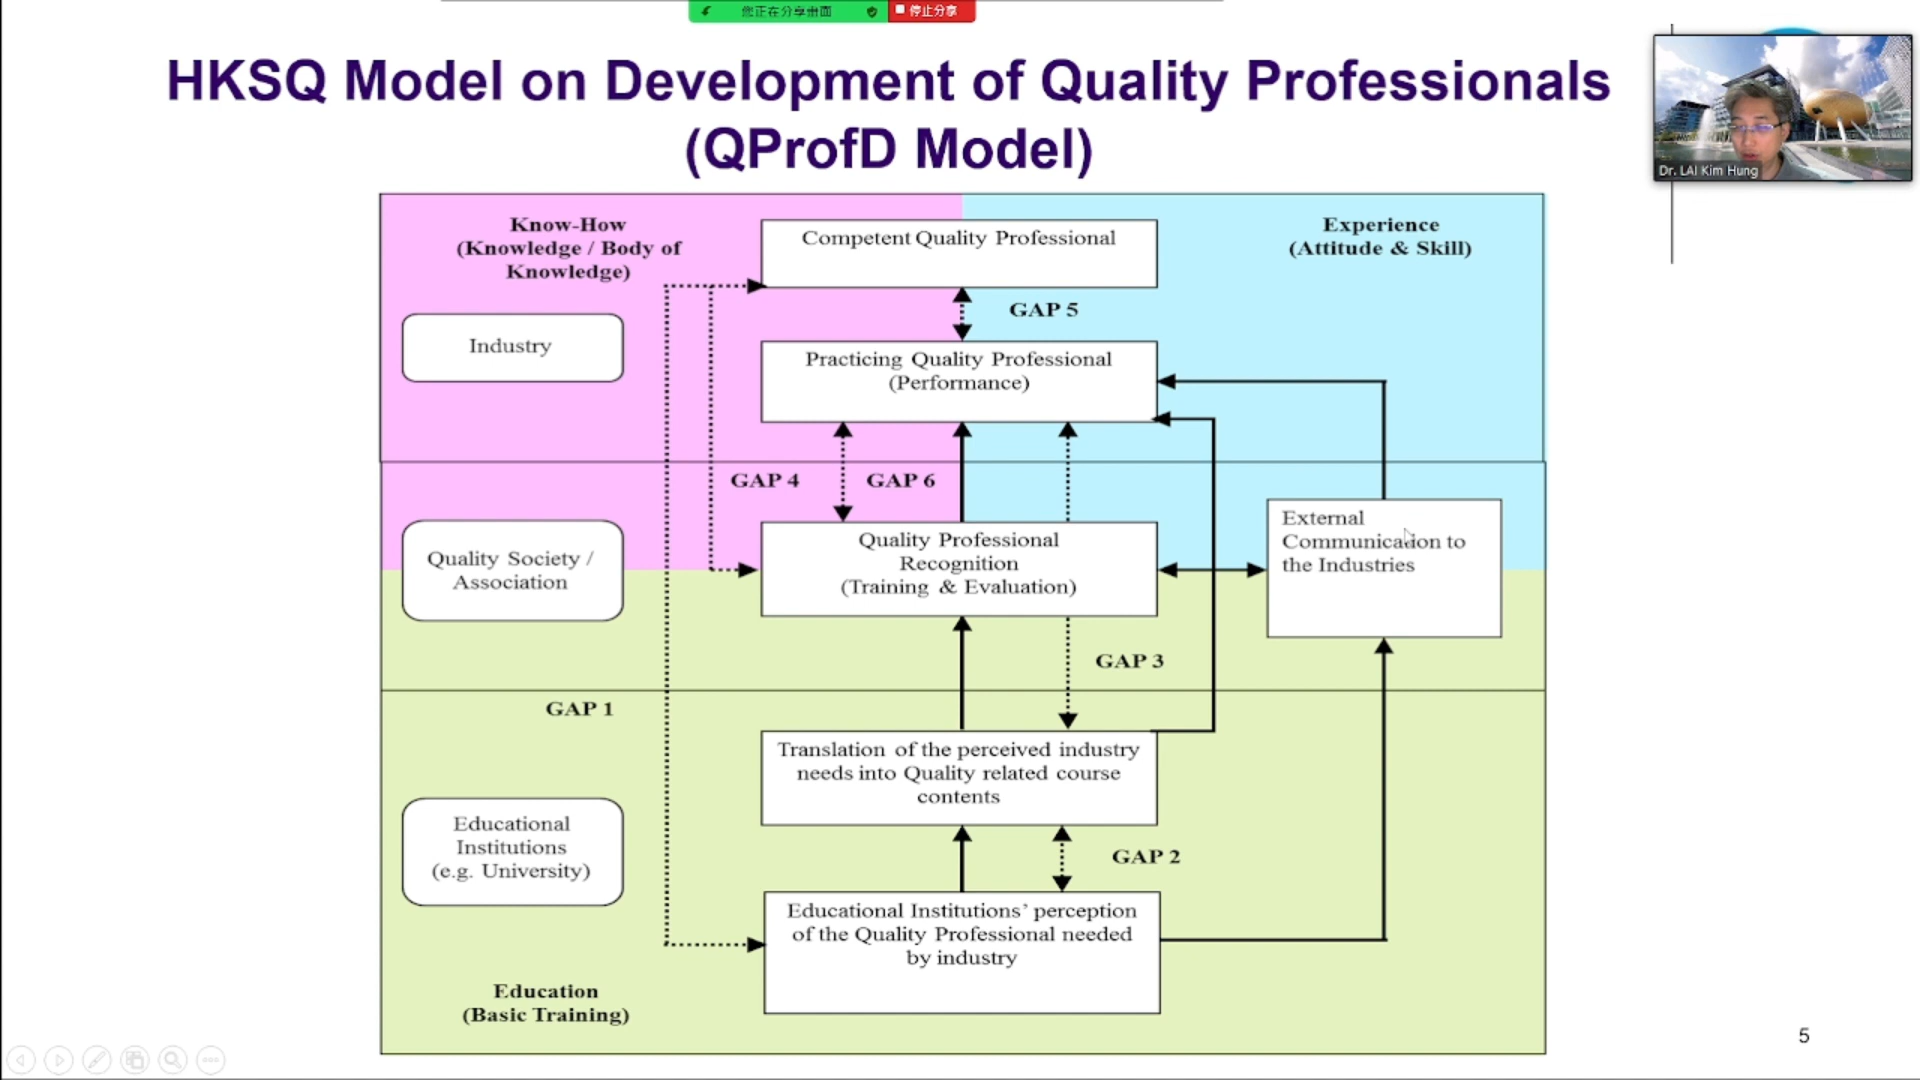 您正在分享畫面
停止分享
HKSQ Model on Development of Quality Professionals
(QProfD Model)
Dr. LAI Kim Hung
Know-How
(Knowledge / Body of
Knowledge)
Competent Quality Professional
Experience
(Attitude & Skill)
GAP 5
Industry
Practicing Quality Professional
(Performance)
GAP 4
GAP 6
Quality Society /
Association
Quality Professional
Recognition
(Training & Evaluation)
External
Communication to
the Industries
GAP 3
GAP 1
Translation of the perceived industry
needs into Quality related course
contents
Educational
Institutions
(e.g. University)
GAP 2
Educational Institutions’ perception
of the Quality Professional needed
by industry
Education
(Basic Training)
5